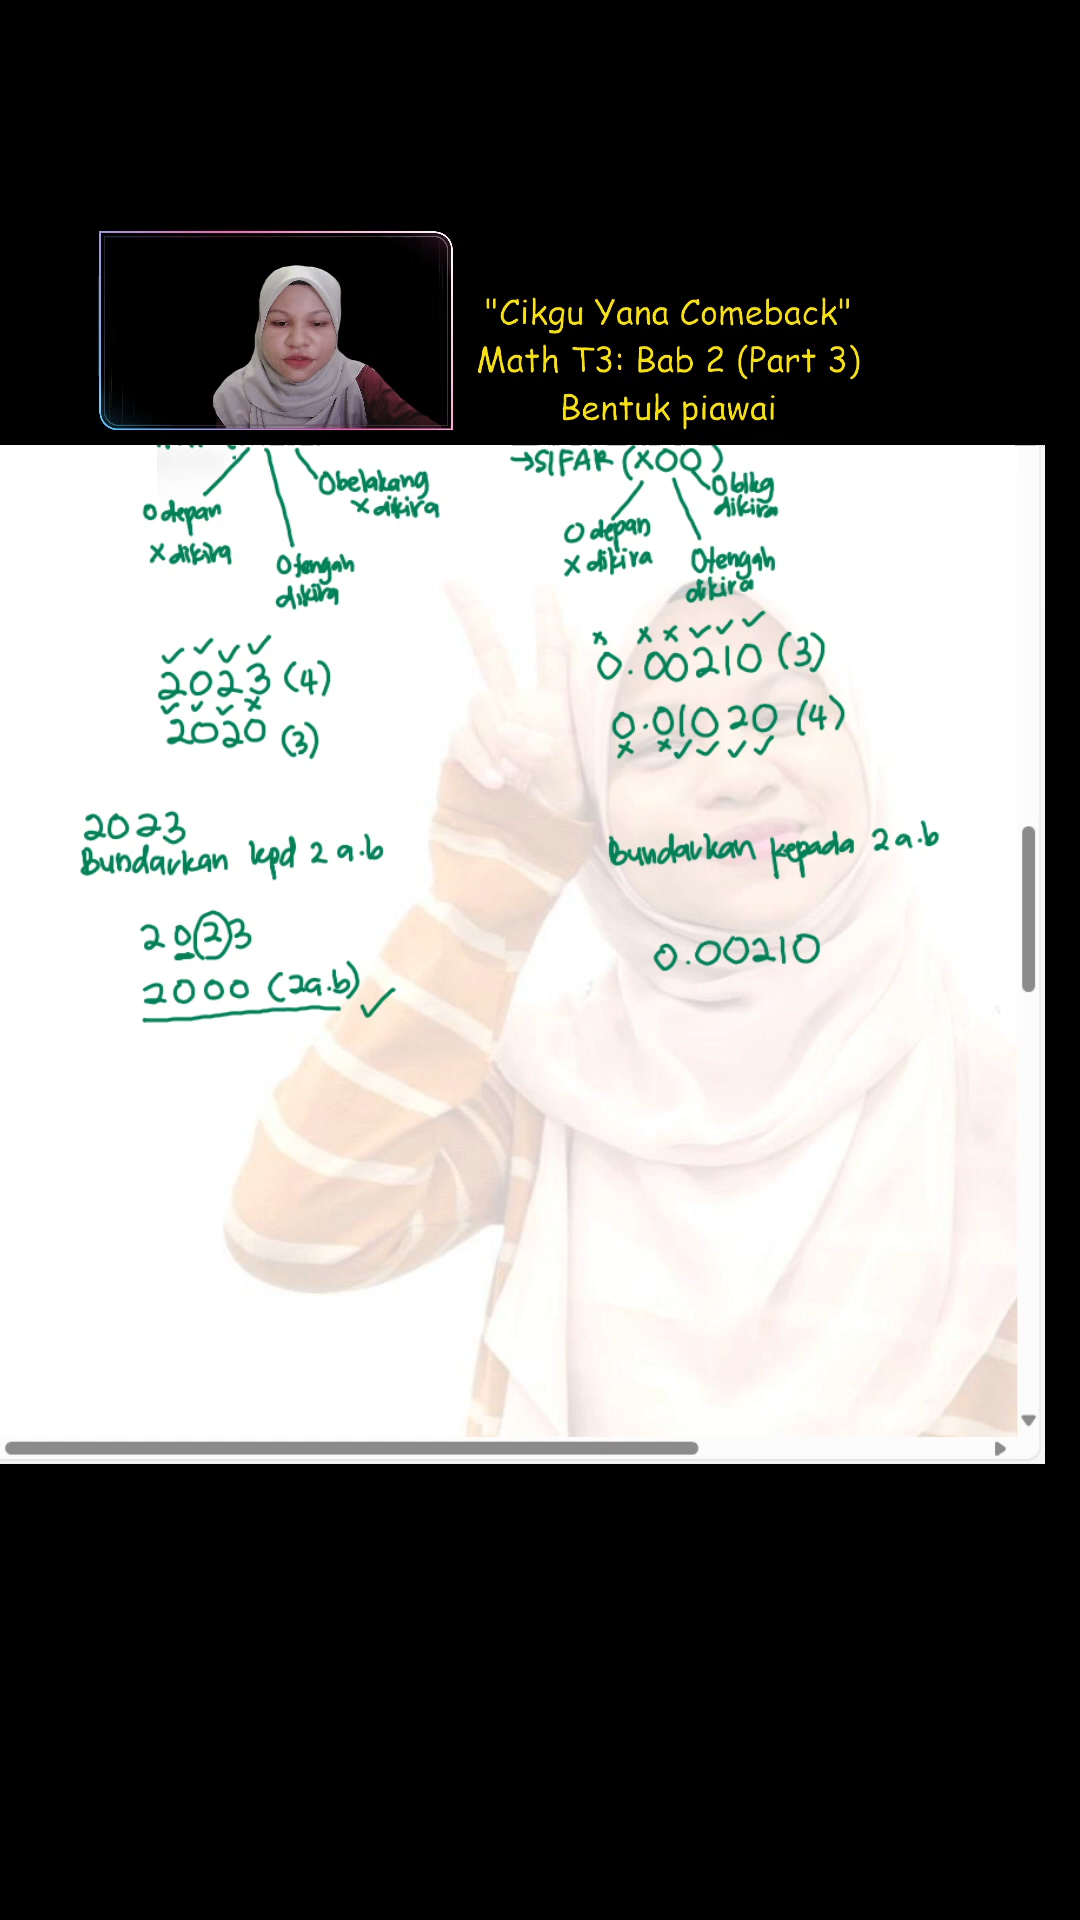 "Cikgu Yana Comeback"
Math T3: Bab 2 (Part 3)
Bentuk piawai
0 belakang
x dikira
0 depan
x dikira
0 tengah
dikira
→SIFAR (XOO)
0 blkg
dikira
0 depan
x dikira
0 tengah
dikira
✓ ✓ ✓ ✓
2023 (4)
✓ ✓ ✓ x
2020 (3)
x x x ✓ ✓ ✓
0.00210 (3)
0.01020 (4)
x x ✓ ✓ ✓ ✓
2023
Bundarkan kpd 2 a.b
2023
2000 (2a.b) ✓
Bundarkan kepada 2 a.b
0.00210